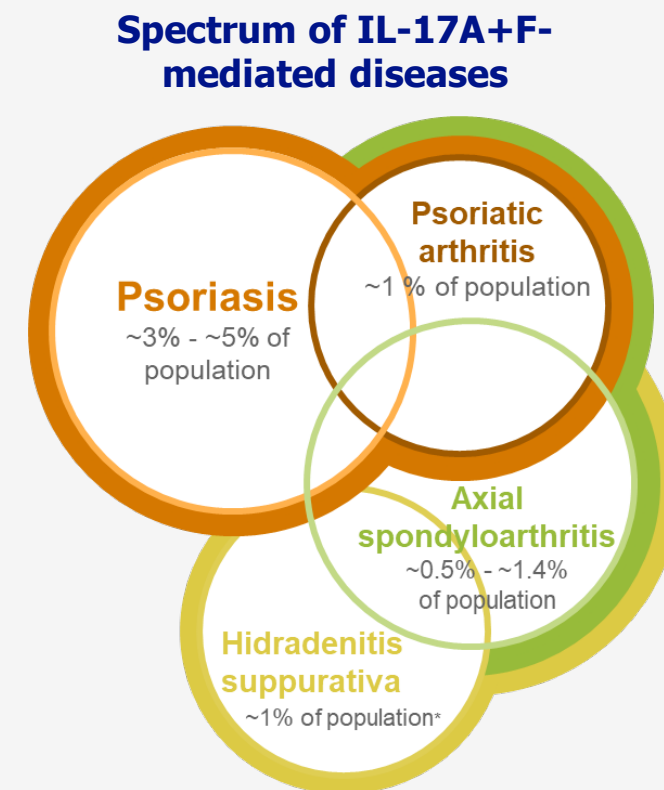 Spectrum of IL-17A+F-
mediated diseases
Psoriatic
arthritis
~1 % of population
Psoriasis
~3% - ~5% of
population
Axial
spondyloarthritis
~0.5% - ~1.4%
of population
Hidradenitis
suppurativa
~1% of population*